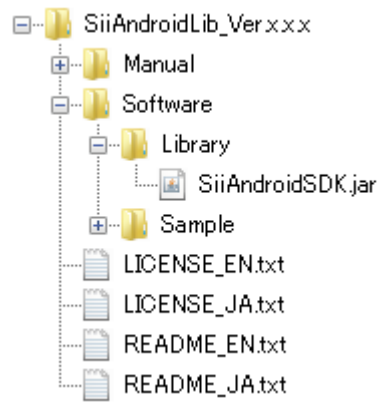 SiiAndroidLib_Ver.x.x.x
Manual
Software
Library
SiiAndroidSDK.jar
Sample
LICENSE_EN.txt
LICENSE_JA.txt
README_EN.txt
README_JA.txt